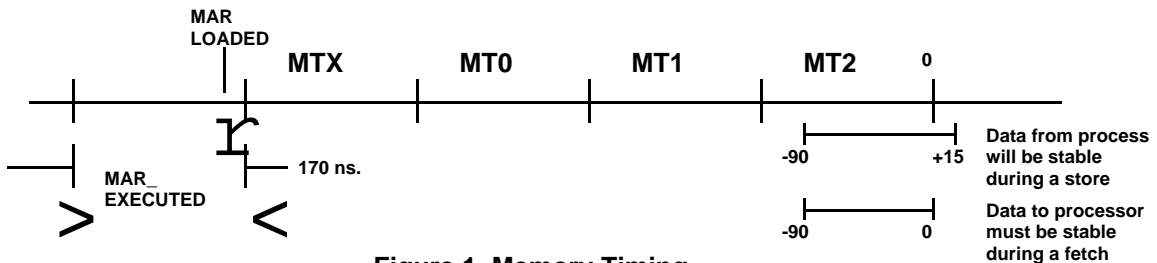 MAR
LOADED
MTX MT0 MT1 MT2 0
-90 +15
Data from process
will be stable
during a store
170 ns.
MAR_
EXECUTED
> <
-90 0
Data to processor
must be stable
during a fetch
Figure 1. Memory Timing